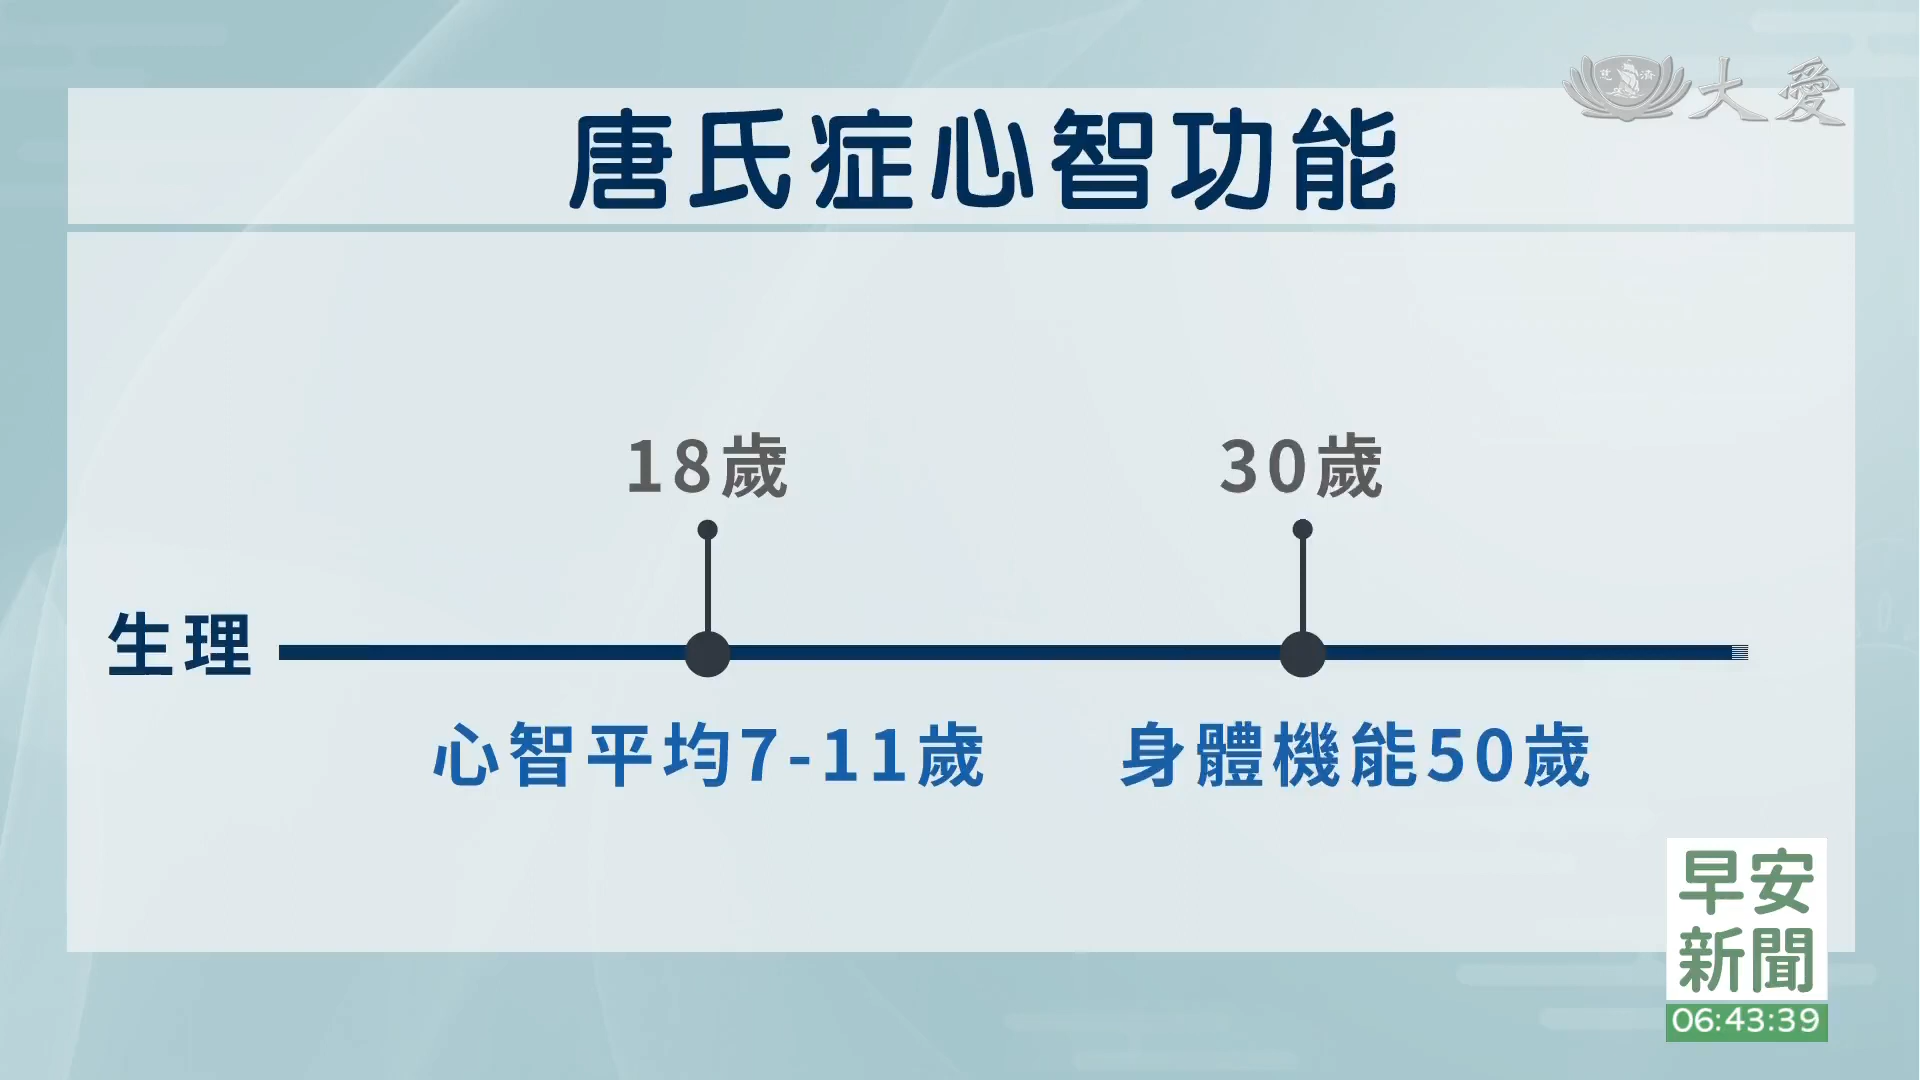 慈濟 大愛
唐氏症心智功能
18歲
30歲
生理
心智平均7-11歲
身體機能50歲
早安
新聞
06:43:39